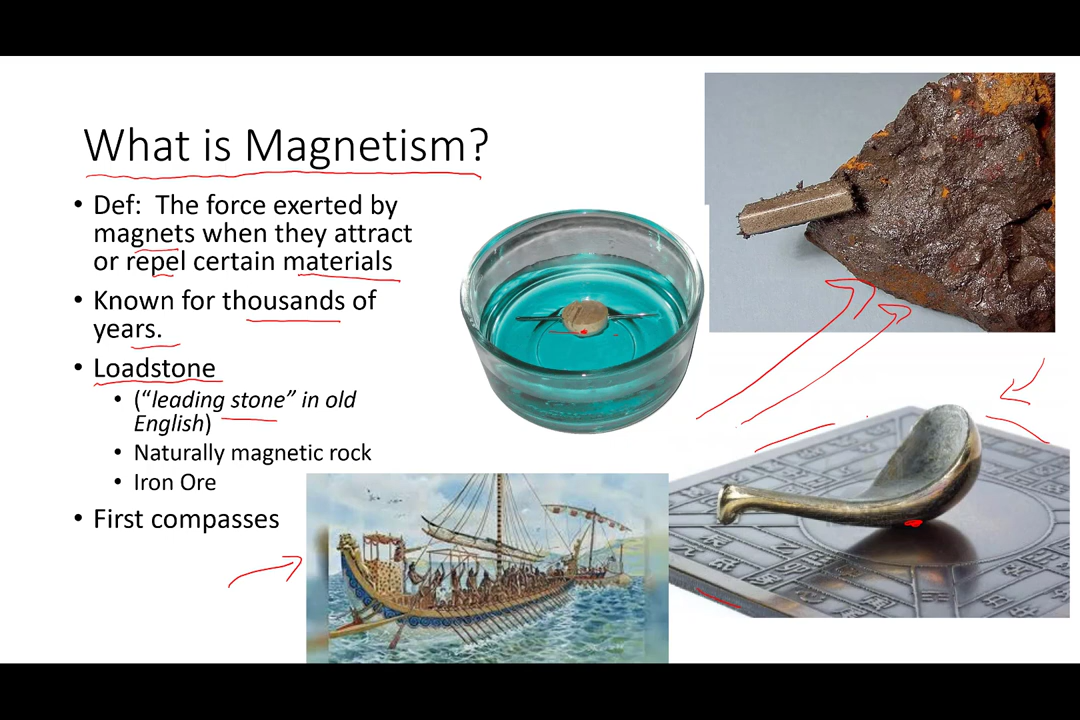 What is Magnetism?
• Def: The force exerted by
magnets when they attract
or repel certain materials
• Known for thousands of
years.
• Loadstone
• (“leading stone” in old
English)
• Naturally magnetic rock
• Iron Ore
• First compasses